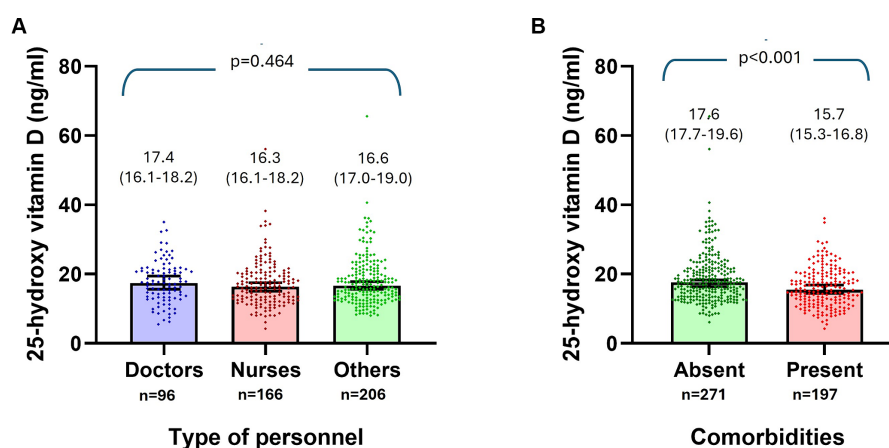 A
25-hydroxy vitamin D (ng/ml)
80
60
40
20
0
p=0.464
17.4
(16.1-18.2)
16.3
(16.1-18.2)
16.6
(17.0-19.0)
Doctors
n=96
Nurses
n=166
Others
n=206
Type of personnel
B
25-hydroxy vitamin D (ng/ml)
80
60
40
20
0
p<0.001
17.6
(17.7-19.6)
15.7
(15.3-16.8)
Absent
n=271
Present
n=197
Comorbidities